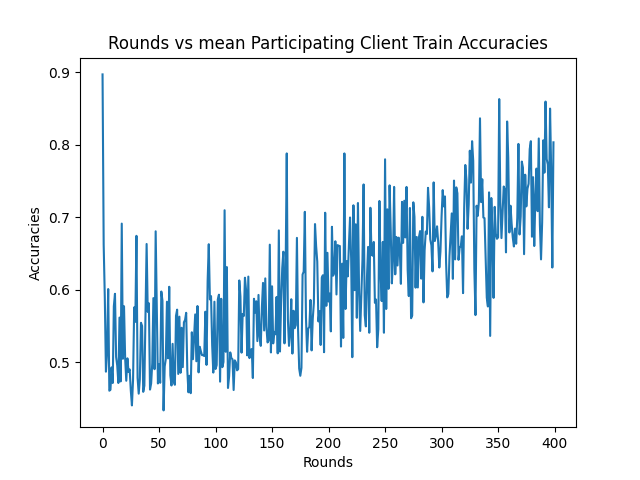 Rounds vs mean Participating Client Train Accuracies
0.9
0.8
0.7
0.6
0.5
Accuracies
0 50 100 150 200 250 300 350 400
Rounds